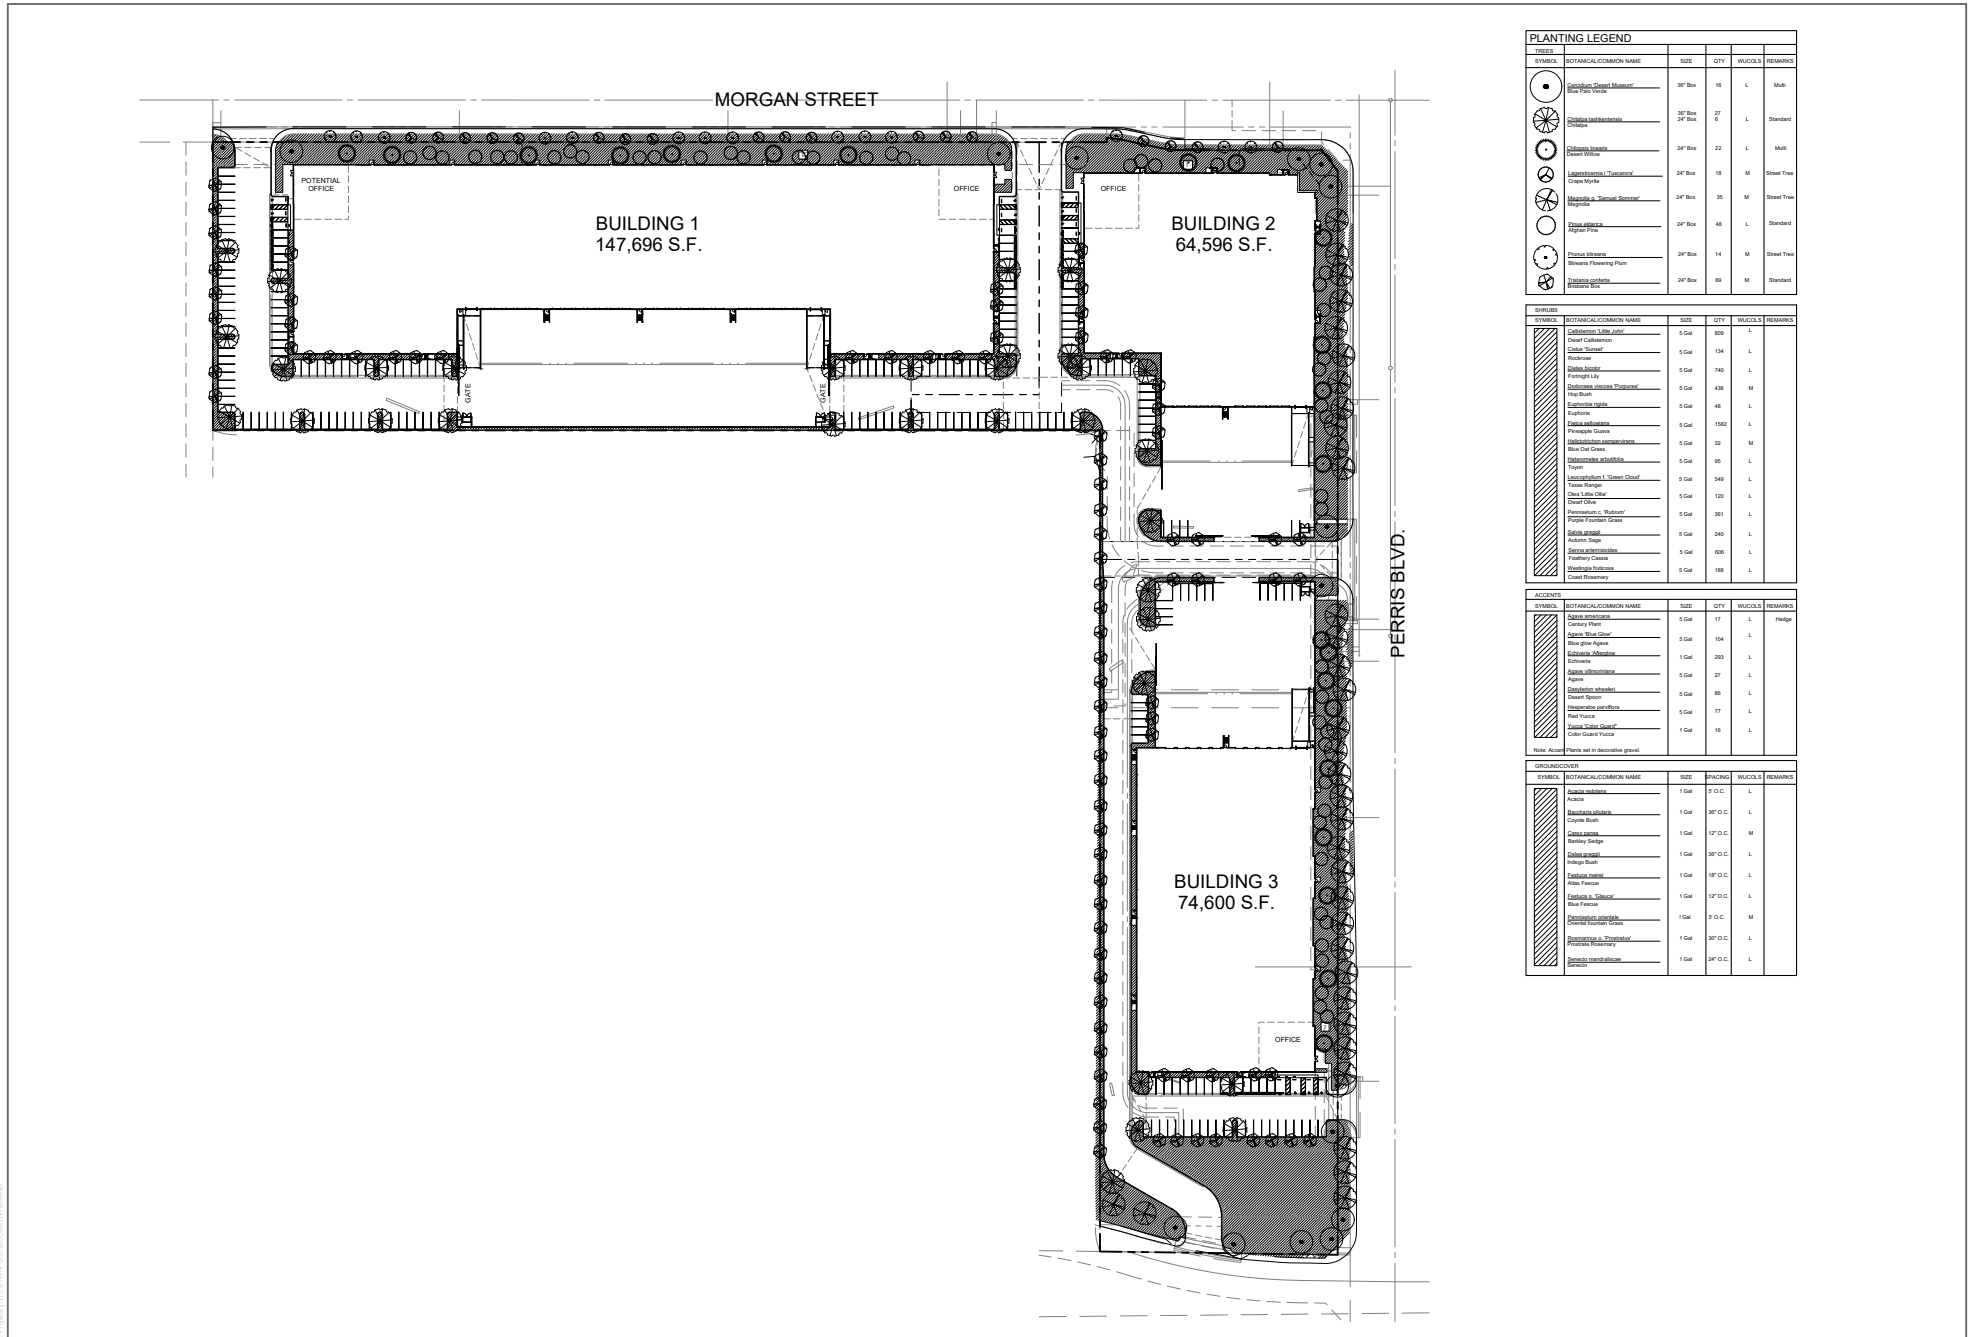 MORGAN STREET
POTENTIAL
OFFICE
OFFICE
OFFICE
BUILDING 1
147,696 S.F.
BUILDING 2
64,596 S.F.
GATE
GATE
PERRIS BLVD.
BUILDING 3
74,600 S.F.
OFFICE
PLANTING LEGEND
TREES
SYMBOL BOTANICAL/COMMON NAME SIZE QTY WUCOLS REMARKS
Cercidium 'Desert Museum' 36" Box 16 L Multi
Blue Palo Verde
36" Box 27
Chitalpa tashkentensis 24" Box 6 L Standard
Chitalpa
Chilopsis linearis 24" Box 22 L Multi
Desert Willow
Lagerstroemia i 'Tuscarora' 24" Box 18 M Street Tree
Crape Myrtle
Magnolia g. 'Samuel Sommer' 24" Box 35 M Street Tree
Magnolia
Pinus eldarica 24" Box 48 L Standard
Afghan Pine
Prunus blireana 24" Box 14 M Street Tree
Blireana Flowering Plum
Tristania conferta 24" Box 89 M Standard
Brisbane Box
SHRUBS
SYMBOL BOTANICAL/COMMON NAME SIZE QTY WUCOLS REMARKS
Callistemon 'Little John' 5 Gal 809 L
Dwarf Callistemon
Cistus 'Sunset' 5 Gal 134 L
Rockrose
Dietes bicolor 5 Gal 740 L
Fortnight Lily
Dodonaea viscosa 'Purpurea' 5 Gal 436 M
Hop Bush
Euphorbia rigida 5 Gal 48 L
Euphoria
Feijoa sellowiana 5 Gal 1582 L
Pineapple Guava
Helictotrichon sempervirens 5 Gal 32 M
Blue Oat Grass
Heteromeles arbutifolia 5 Gal 95 L
Toyon
Leucophyllum f. 'Green Cloud' 5 Gal 549 L
Texas Ranger
Olea 'Little Ollie' 5 Gal 120 L
Dwarf Olive
Pennisetum c. 'Rubrum' 5 Gal 361 L
Purple Fountain Grass
Salvia greggii 5 Gal 240 L
Autumn Sage
Senna artemisioides 5 Gal 606 L
Feathery Cassia
Westingia fruticosa 5 Gal 188 L
Coast Rosemary
ACCENTS
SYMBOL BOTANICAL/COMMON NAME SIZE QTY WUCOLS REMARKS
Agave americana 5 Gal 17 L Hedge
Century Plant
Agave 'Blue Glow' 5 Gal 104 L
Blue glow Agave
Echiveria 'Afterglow 1 Gal 293 L
Echiveria
Agave vilmoriniana 5 Gal 27 L
Agave
Dasylerion wheeleri 5 Gal 86 L
Desert Spoon
Hesperaloe parviflora 5 Gal 77 L
Red Yucca
Yucca 'Color Guard" 1 Gal 16 L
Color Guard Yucca
Note: Accent Plants set in decorative gravel.
GROUNDCOVER
SYMBOL BOTANICAL/COMMON NAME SIZE SPACING WUCOLS REMARKS
Acacia redolens 1 Gal 5' O.C. L
Acacia
Baccharis pilularis 1 Gal 36" O.C. L
Coyote Bush
Carex pansa 1 Gal 12" O.C. M
Berkley Sedge
Dalea greggii 1 Gal 36" O.C. L
Indego Bush
Festuca mairei 1 Gal 18" O.C. L
Atlas Fescue
Festuca o. 'Glauca' 1 Gal 12" O.C. L
Blue Fescue
Pennisetum orientale 1 Gal 3' O.C. M
Oriental fountain Grass
Rosmarinus o. 'Prostratus' 1 Gal 30" O.C. L
Prostrate Rosemary
Senecio mandraliscae 1 Gal 24" O.C. L
Senecio